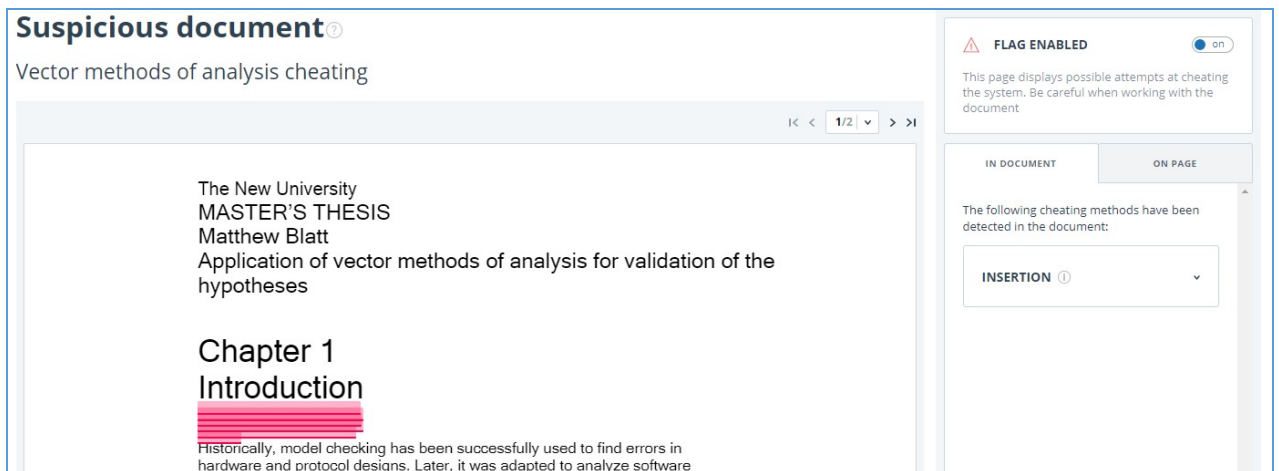 Suspicious document
Vector methods of analysis cheating
1/2
The New University
MASTER'S THESIS
Matthew Blatt
Application of vector methods of analysis for validation of the
hypotheses
Chapter 1
Introduction
Historically, model checking has been successfully used to find errors in
hardware and protocol designs. Later, it was adapted to analyze software
FLAG ENABLED
on
This page displays possible attempts at cheating
the system. Be careful when working with the
document
IN DOCUMENT
ON PAGE
The following cheating methods have been
detected in the document:
INSERTION